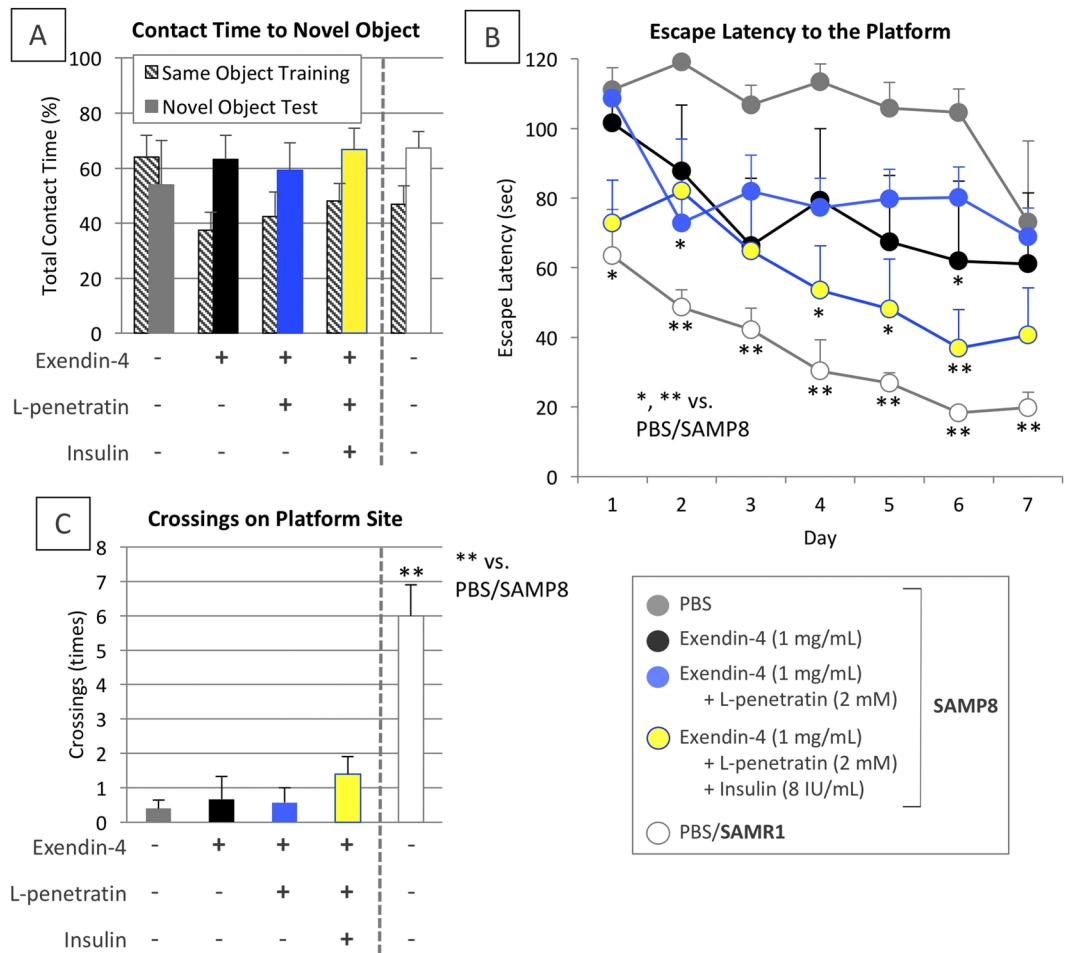 A
Contact Time to Novel Object
Total Contact Time (%)
100
80
60
40
20
0
Same Object Training
Novel Object Test
Exendin-4 - + + + -
L-penetratin - - + + -
Insulin - - - + -
B
Escape Latency to the Platform
Escape Latency (sec)
120
100
80
60
40
20
0
*
**
**
**
**
**
**
*
*
*
**
*
*, ** vs.
PBS/SAMP8
1 2 3 4 5 6 7
Day
C
Crossings on Platform Site
Crossings (times)
8
7
6
5
4
3
2
1
0
**
** vs.
PBS/SAMP8
Exendin-4 - + + + -
L-penetratin - - + + -
Insulin - - - + -
PBS
Exendin-4 (1 mg/mL)
Exendin-4 (1 mg/mL)
+ L-penetratin (2 mM)
Exendin-4 (1 mg/mL)
+ L-penetratin (2 mM)
+ Insulin (8 IU/mL)
SAMP8
PBS/SAMR1